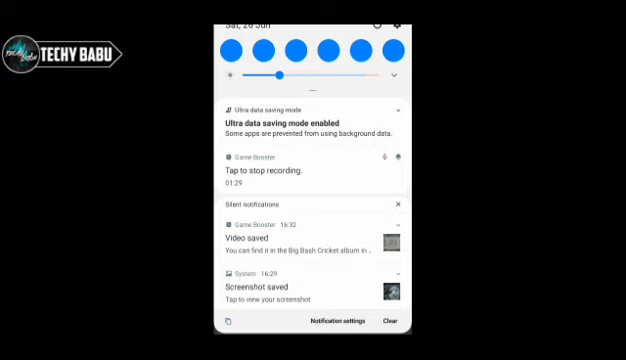 Sat, 26 Jun
TECHY BABU
Ultra data saving mode
Ultra data saving mode enabled
Some apps are prevented from using background data.
Game Booster
Tap to stop recording.
01:29
Silent notifications
Game Booster 16:32
Video saved
You can find it in the Big Bash Cricket album in ..
System 16:29
Screenshot saved
Tap to view your screenshot
Notification settings
Clear